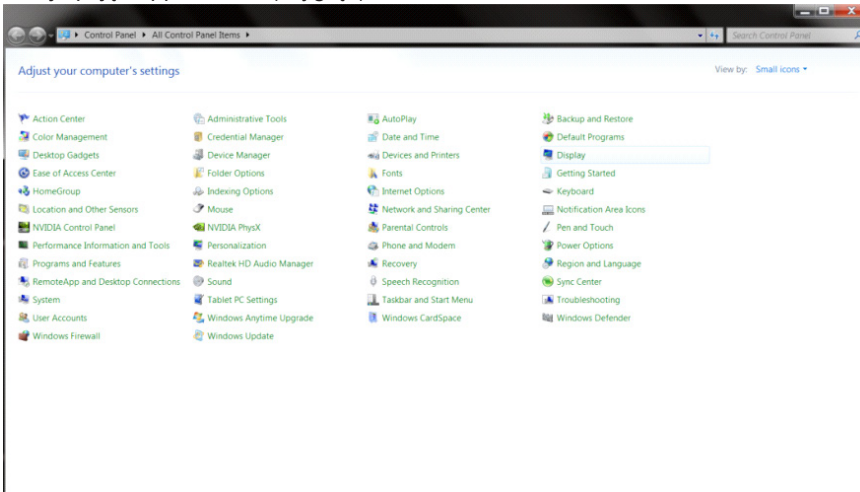 Control Panel ▸ All Control Panel Items ▸ Search Control Panel
Adjust your computer's settings View by: Small icons
Action Center Administrative Tools AutoPlay Backup and Restore
Color Management Credential Manager Date and Time Default Programs
Desktop Gadgets Device Manager Devices and Printers Display
Ease of Access Center Folder Options Fonts Getting Started
HomeGroup Indexing Options Internet Options Keyboard
Location and Other Sensors Mouse Network and Sharing Center Notification Area Icons
NVIDIA Control Panel NVIDIA PhysX Parental Controls Pen and Touch
Performance Information and Tools Personalization Phone and Modem Power Options
Programs and Features Realtek HD Audio Manager Recovery Region and Language
RemoteApp and Desktop Connections Sound Speech Recognition Sync Center
System Tablet PC Settings Taskbar and Start Menu Troubleshooting
User Accounts Windows Anytime Upgrade Windows CardSpace Windows Defender
Windows Firewall Windows Update